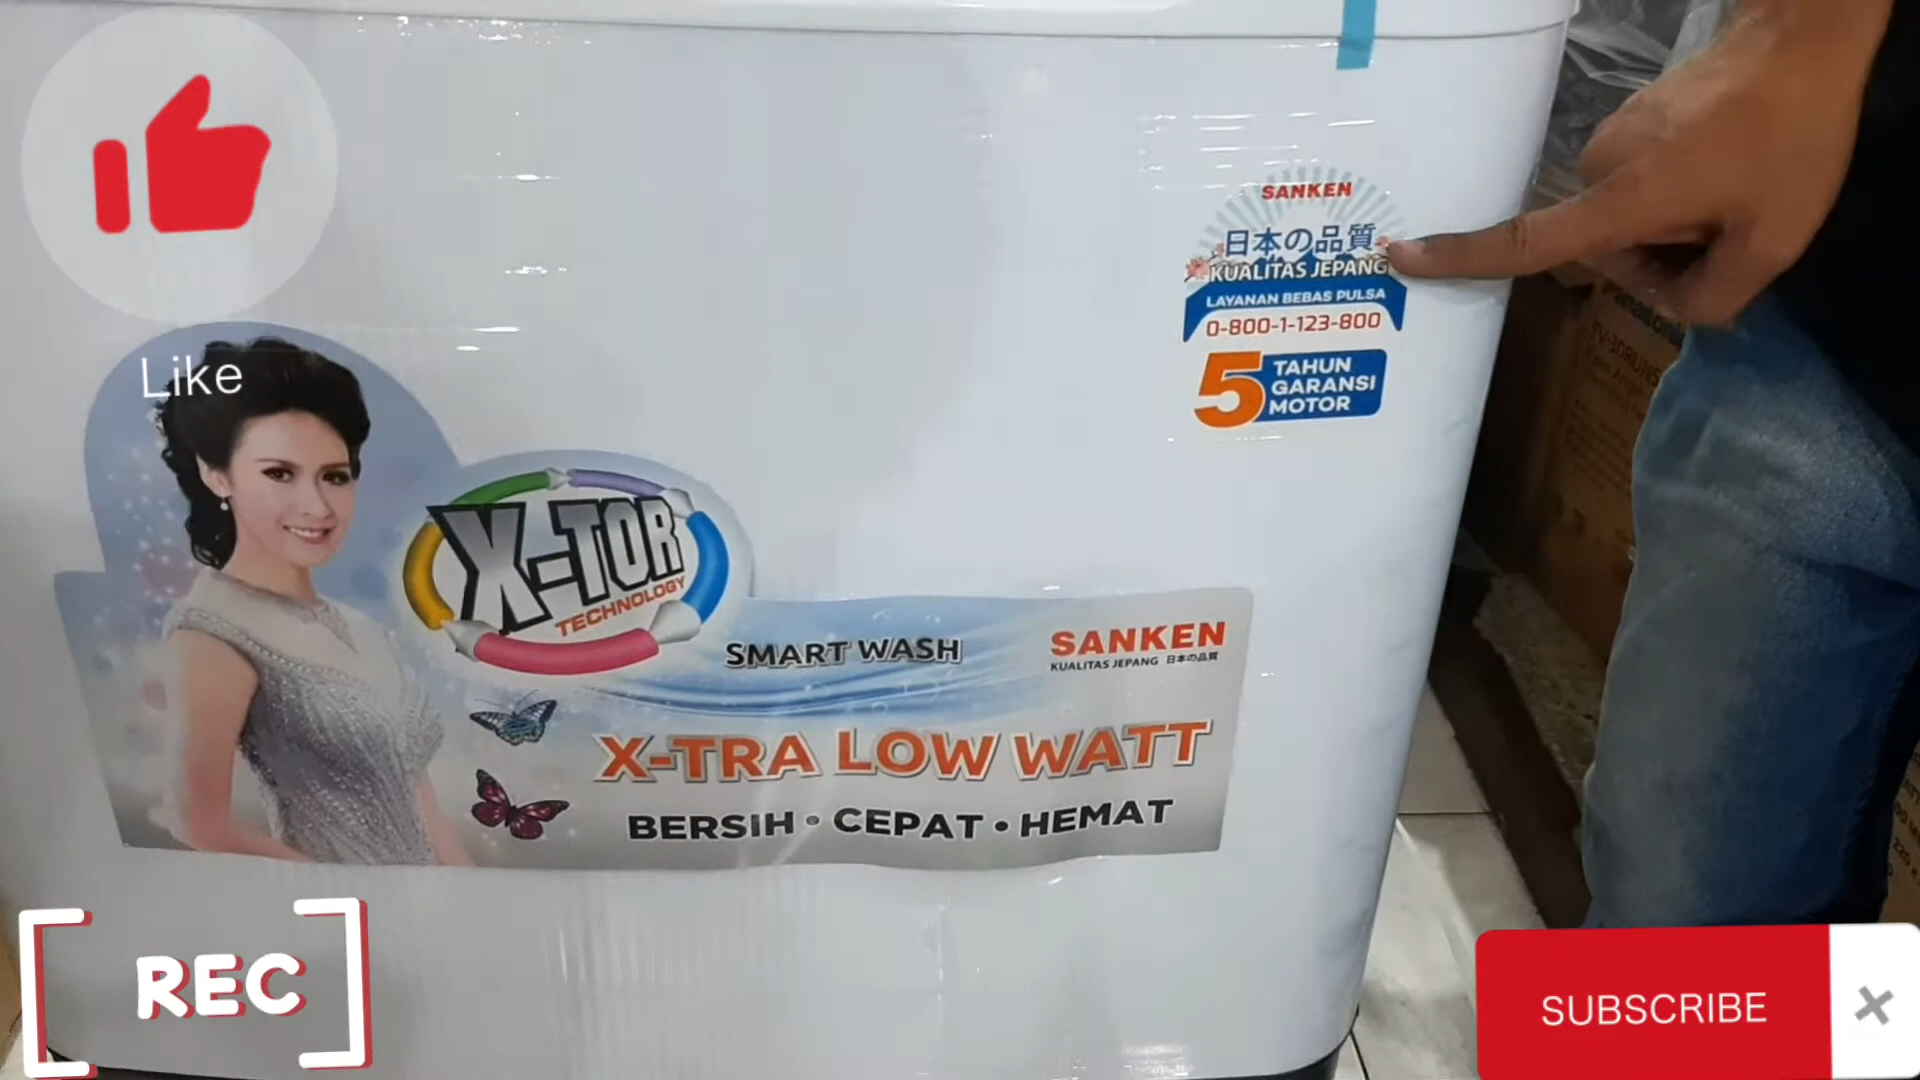 SANKEN
日本の品質
KUALITAS JEPANG
LAYANAN BEBAS PULSA
0-800-1-123-800
5 TAHUN
GARANSI
MOTOR
Like
X-TOR
TECHNOLOGY
SMART WASH
SANKEN
KUALITAS JEPANG 日本の品質
X-TRA LOW WATT
BERSIH • CEPAT • HEMAT
Panasonic
REC
SUBSCRIBE